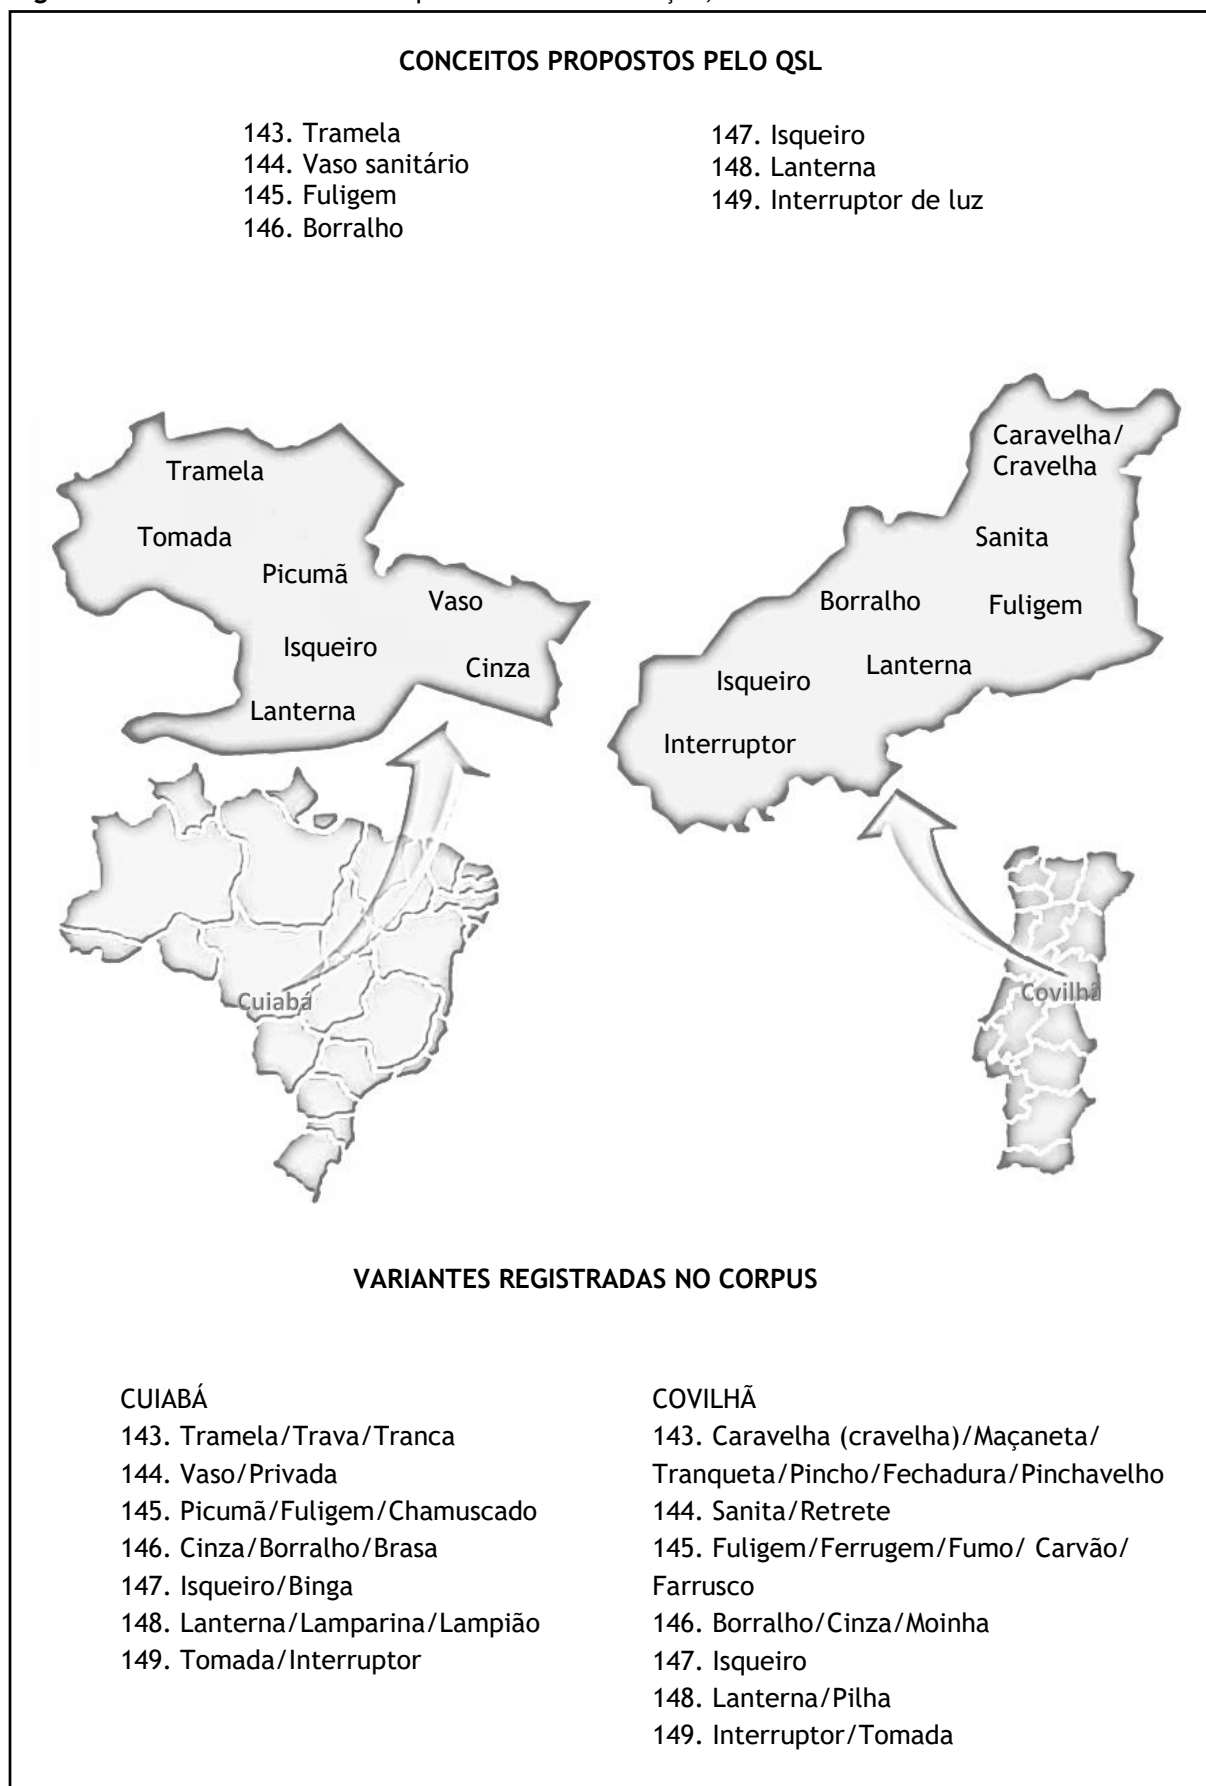 CONCEITOS PROPOSTOS PELO QSL
143. Tramela
144. Vaso sanitário
145. Fuligem
146. Borralho
147. Isqueiro
148. Lanterna
149. Interruptor de luz
Tramela
Tomada
Picumã
Vaso
Isqueiro
Cinza
Lanterna
Caravelha/
Cravelha
Sanita
Borralho
Fuligem
Lanterna
Isqueiro
Interruptor
Cuiabá
Covilhã
VARIANTES REGISTRADAS NO CORPUS
CUIABÁ
143. Tramela/Trava/Tranca
144. Vaso/Privada
145. Picumã/Fuligem/Chamuscado
146. Cinza/Borralho/Brasa
147. Isqueiro/Binga
148. Lanterna/Lamparina/Lampião
149. Tomada/Interruptor
COVILHÃ
143. Caravelha (cravelha)/Maçaneta/
Tranqueta/Pincho/Fechadura/Pinchavelho
144. Sanita/Retrete
145. Fuligem/Ferrugem/Fumo/ Carvão/
Farrusco
146. Borralho/Cinza/Moinha
147. Isqueiro
148. Lanterna/Pilha
149. Interruptor/Tomada